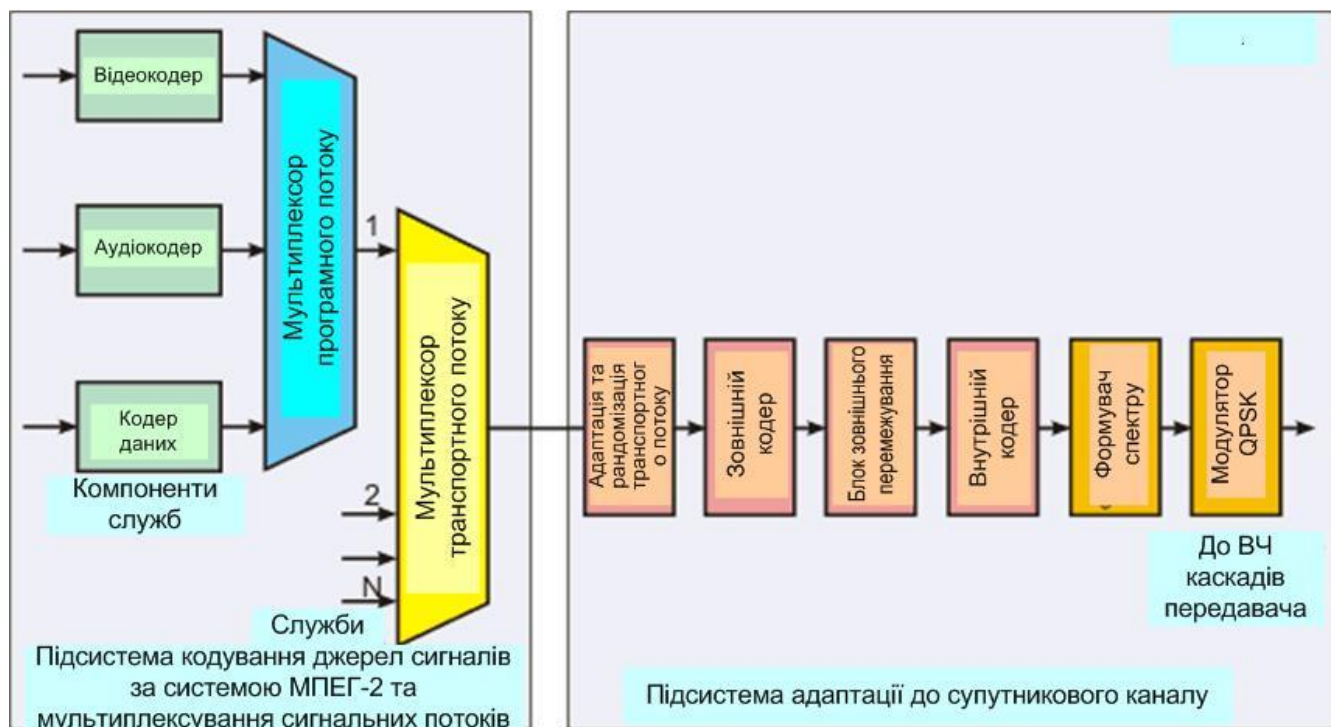 Відеокодер
Аудіокодер
Кодер
даних
Компоненти
служб
Мультиплексор
програмного потоку
1
2
N
Служби
Мультиплексор
транспортного потоку
Підсистема кодування джерел сигналів
за системою МПЕГ-2 та
мультиплексування сигнальних потоків
Адаптація та
рандомізація
транспортног
о потоку
Зовнішній
кодер
Блок зовнішнього
перемежування
Внутрішній
кодер
Формувач
спектру
Модулятор
QPSK
До ВЧ
каскадів
передавача
Підсистема адаптації до супутникового каналу